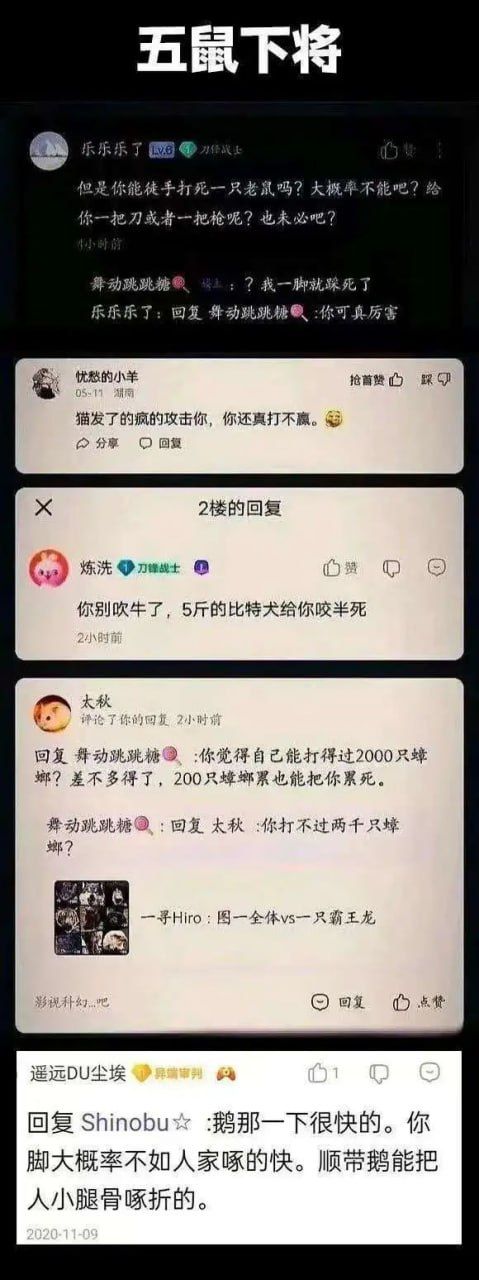 五鼠下将
乐乐乐了 Lv.6 1 刀锋战士 赞
但是你能徒手打死一只老鼠吗？大概率不能吧？给
你一把刀或者一把枪呢？也未必吧？
小时前
舞动跳跳糖🍭 楼主 ：？我一脚就踩死了
乐乐乐了：回复 舞动跳跳糖🍭:你可真厉害
忧愁的小羊 抢首赞 踩
05-11 湖南
猫发了的疯的攻击你，你还真打不赢。🤣
分享 回复
2楼的回复
炼洗 1 刀锋战士 赞
你别吹牛了，5斤的比特犬给你咬半死
2小时前
太秋
评论了你的回复 2小时前
回复 舞动跳跳糖🍭 :你觉得自己能打得过2000只蟑
螂？差不多得了，200只蟑螂累也能把你累死。
舞动跳跳糖🍭：回复 太秋 :你打不过两千只蟑
螂？
一寻Hiro：图一全体vs一只霸王龙
影视科幻...吧 回复 点赞
遥远DU尘埃 异端审判 1
回复 Shinobu☆ :鹅那一下很快的。你
脚大概率不如人家啄的快。顺带鹅能把
人小腿骨啄折的。
2020-11-09